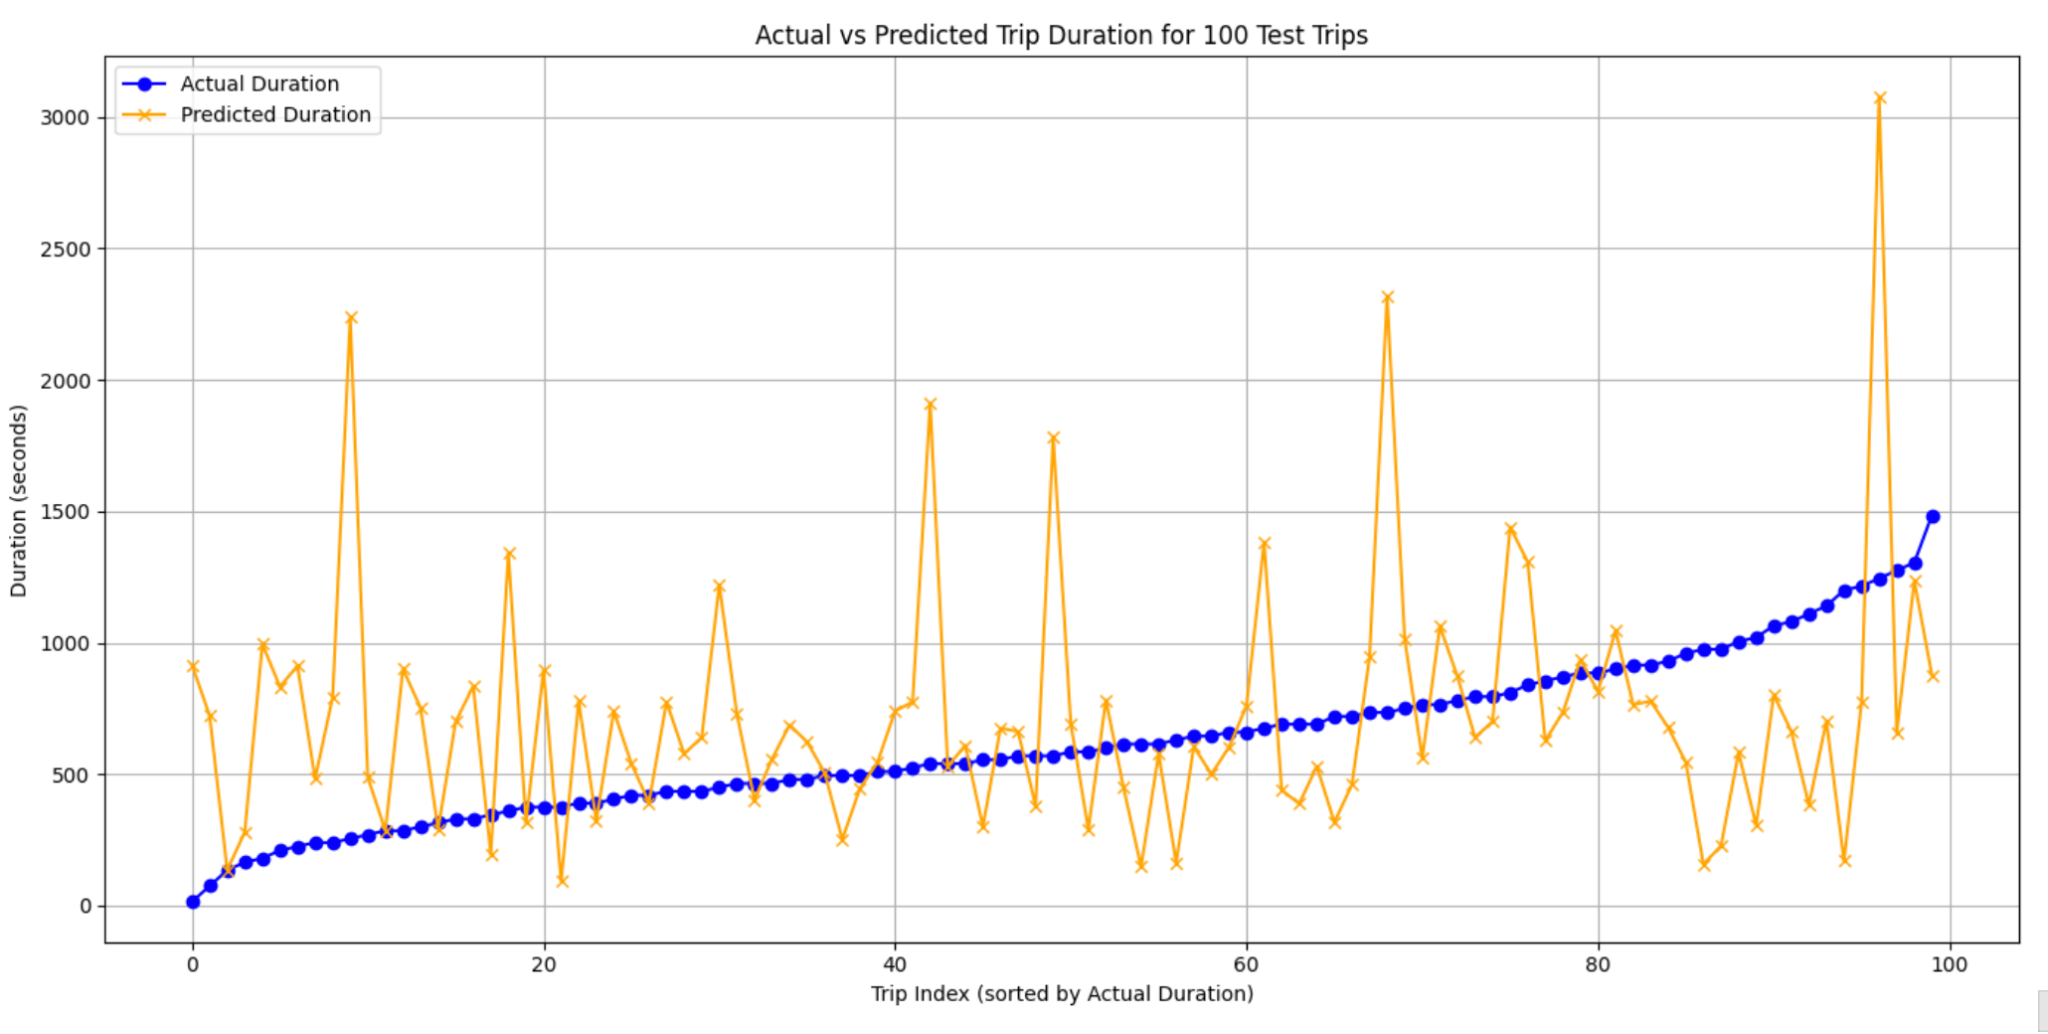 Actual vs Predicted Trip Duration for 100 Test Trips
Actual Duration
Predicted Duration
3000
2500
2000
1500
1000
500
0
Duration (seconds)
0 20 40 60 80 100
Trip Index (sorted by Actual Duration)